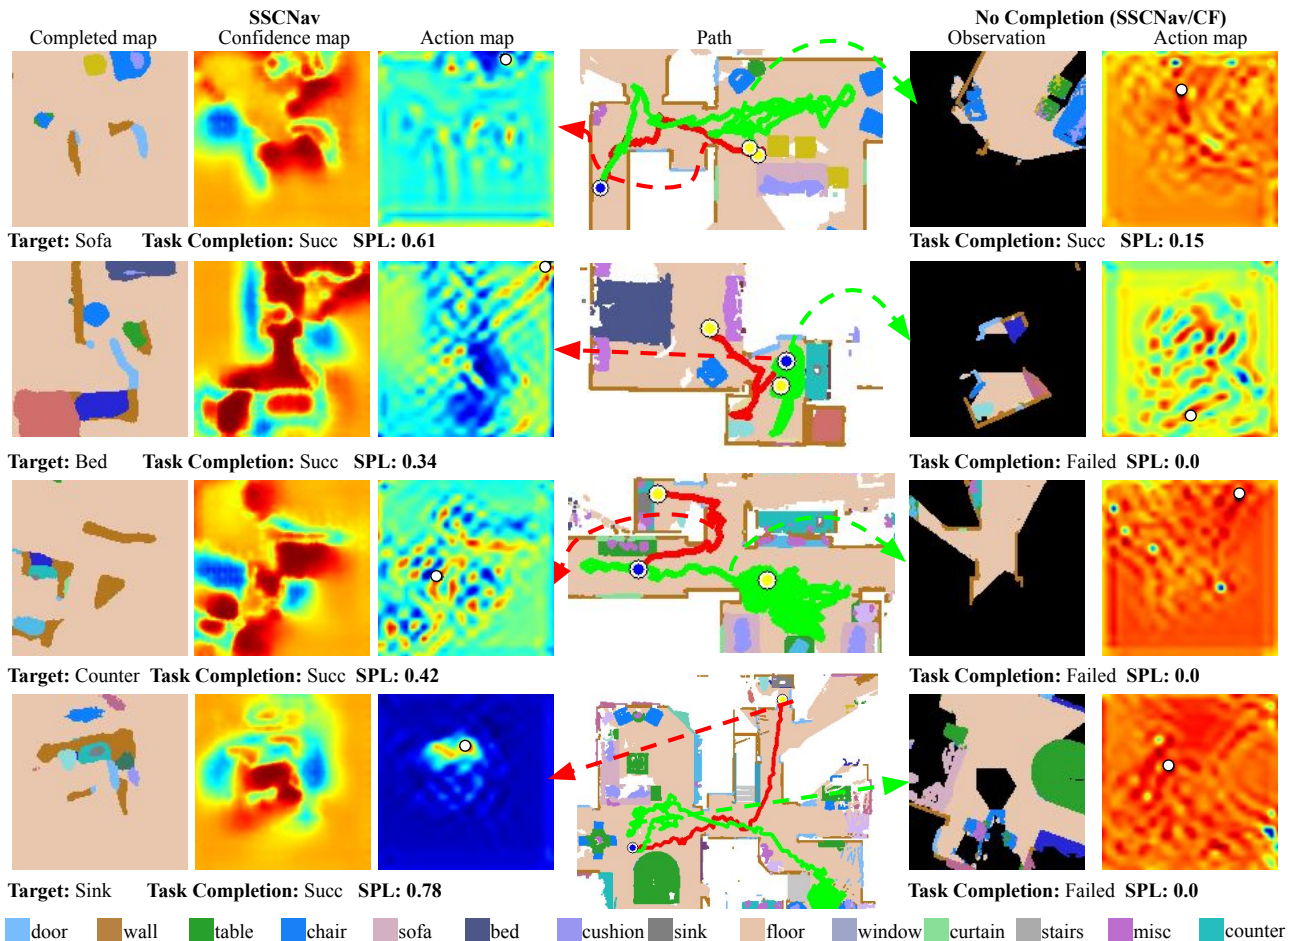 SSCNav
No Completion (SSCNav/CF)
Completed map Confidence map Action map Path Observation Action map
Target: Sofa Task Completion: Succ SPL: 0.61 Task Completion: Succ SPL: 0.15
Target: Bed Task Completion: Succ SPL: 0.34 Task Completion: Failed SPL: 0.0
Target: Counter Task Completion: Succ SPL: 0.42 Task Completion: Failed SPL: 0.0
Target: Sink Task Completion: Succ SPL: 0.78 Task Completion: Failed SPL: 0.0
door wall table chair sofa bed cushion sink floor window curtain stairs misc counter